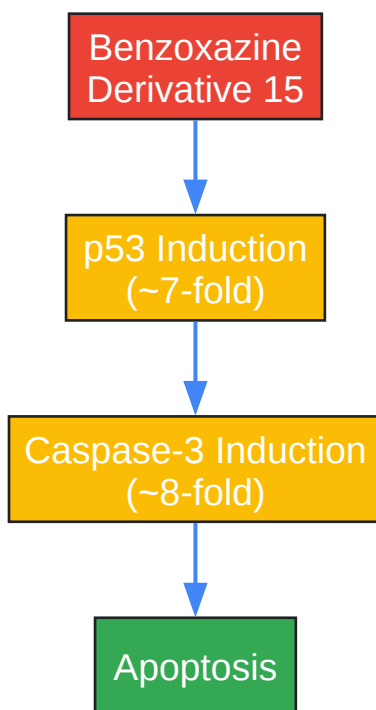 Benzoxazine
Derivative 15
p53 Induction
(~7-fold)
Caspase-3 Induction
(~8-fold)
Apoptosis